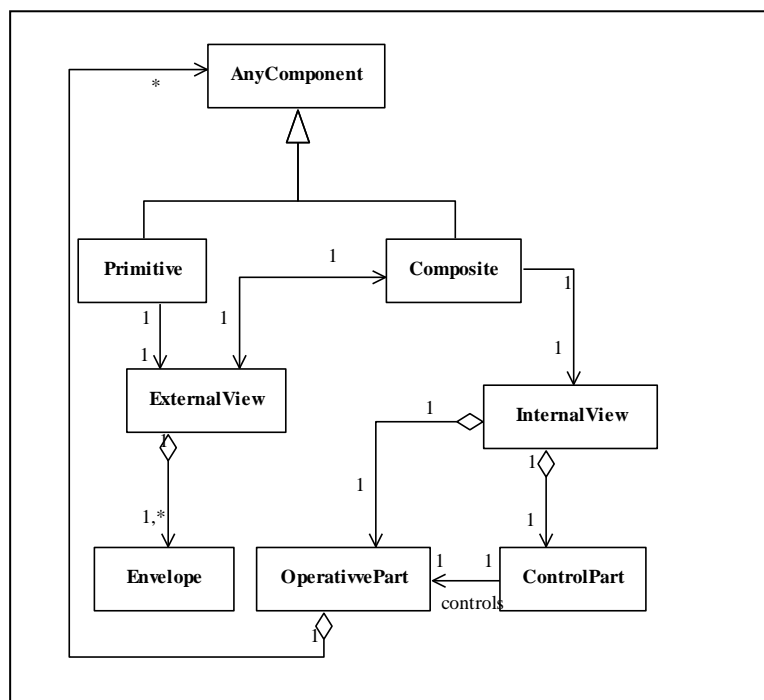 AnyComponent
*
Primitive
Composite
1
1
1
1
1
1
1
ExternalView
InternalView
1
1
1
1
1
1,*
1
Envelope
OperativvePart
ControlPart
1
1
controls
1